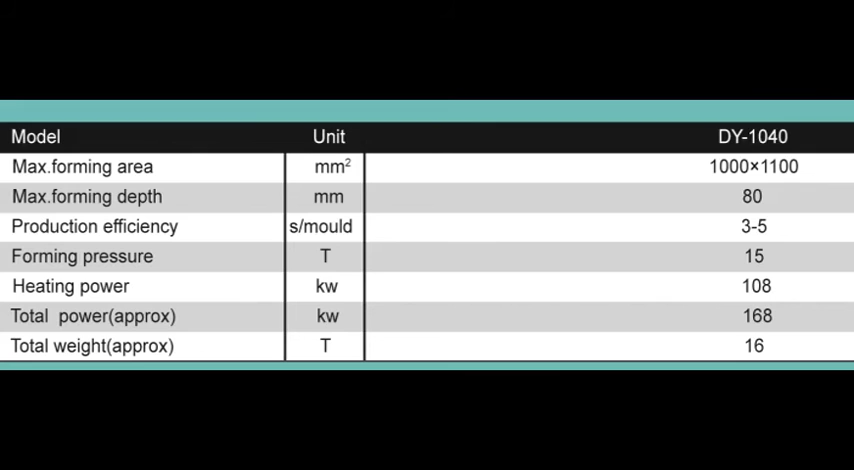 Model Unit DY-1040
Max.forming area mm² 1000×1100
Max.forming depth mm 80
Production efficiency s/mould 3-5
Forming pressure T 15
Heating power kw 108
Total power(approx) kw 168
Total weight(approx) T 16